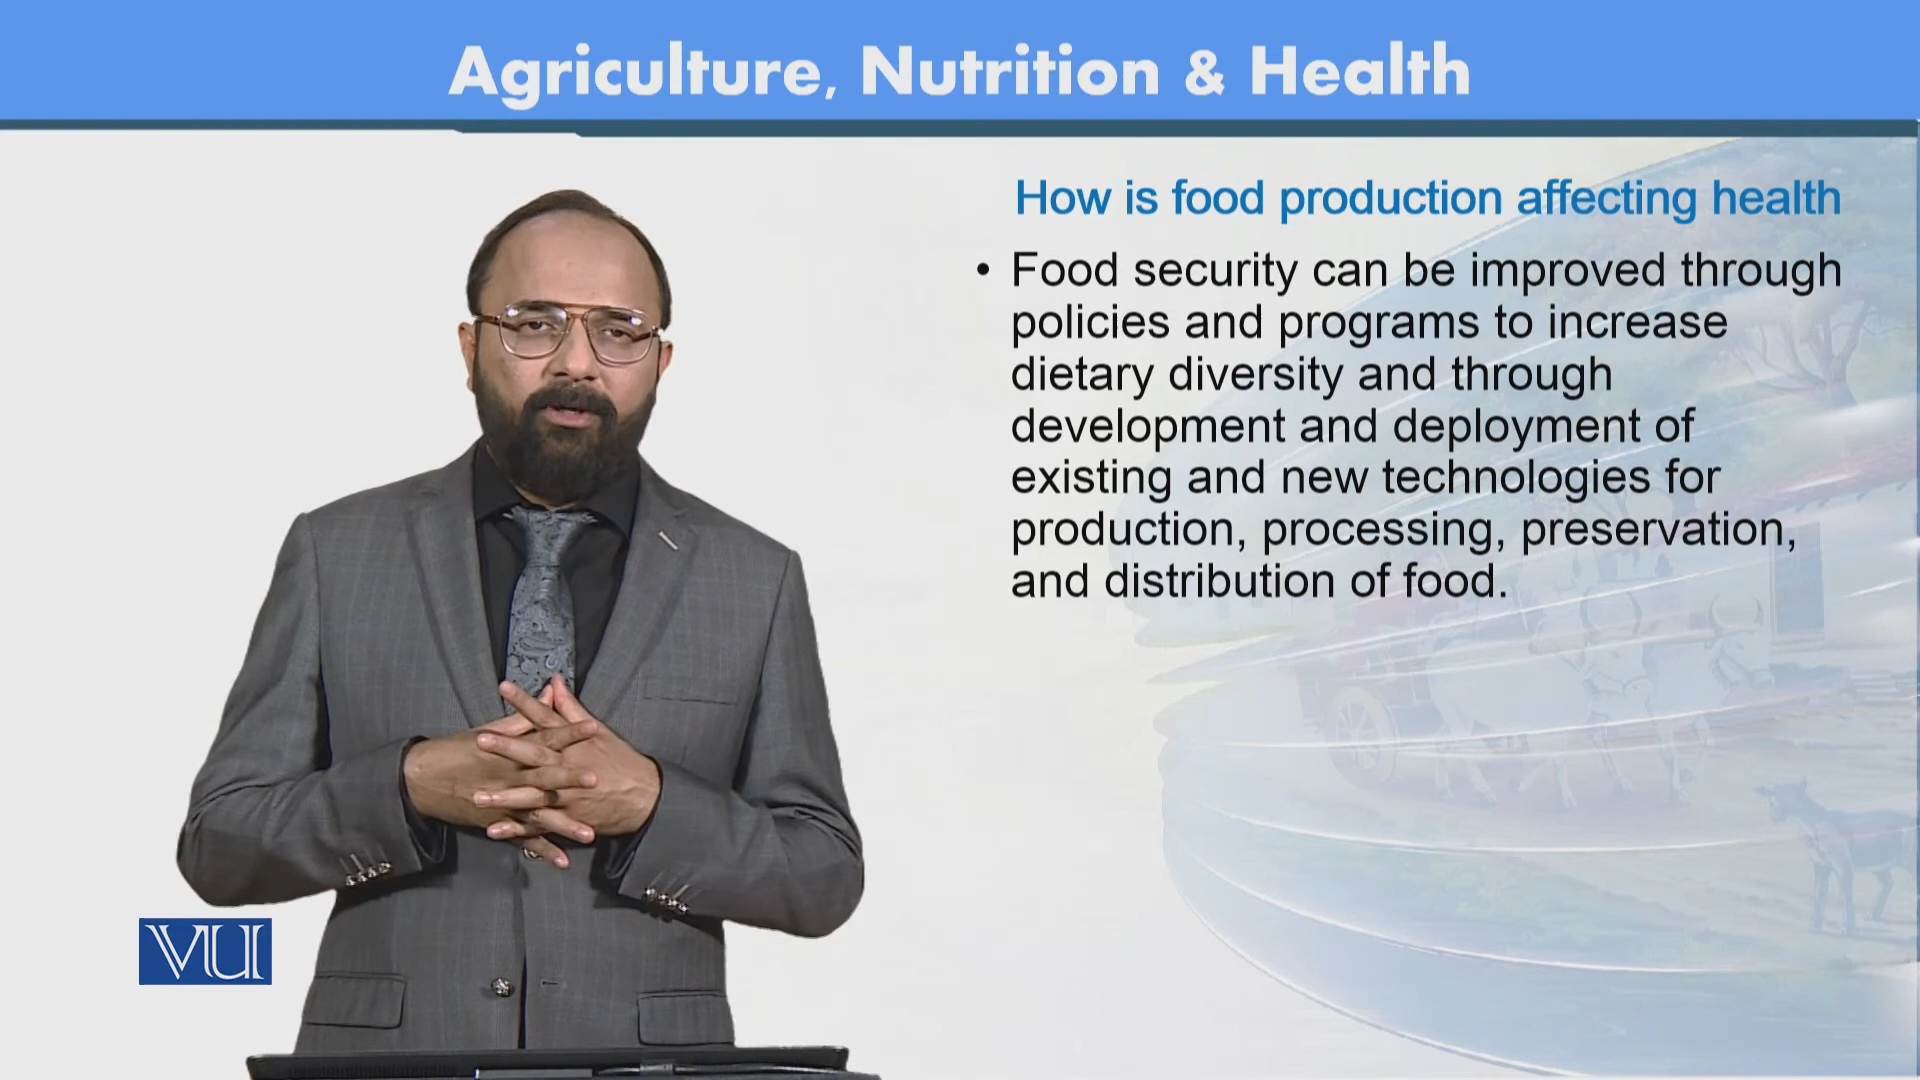 Agriculture, Nutrition & Health
How is food production affecting health
• Food security can be improved through
policies and programs to increase
dietary diversity and through
development and deployment of
existing and new technologies for
production, processing, preservation,
and distribution of food.
VU